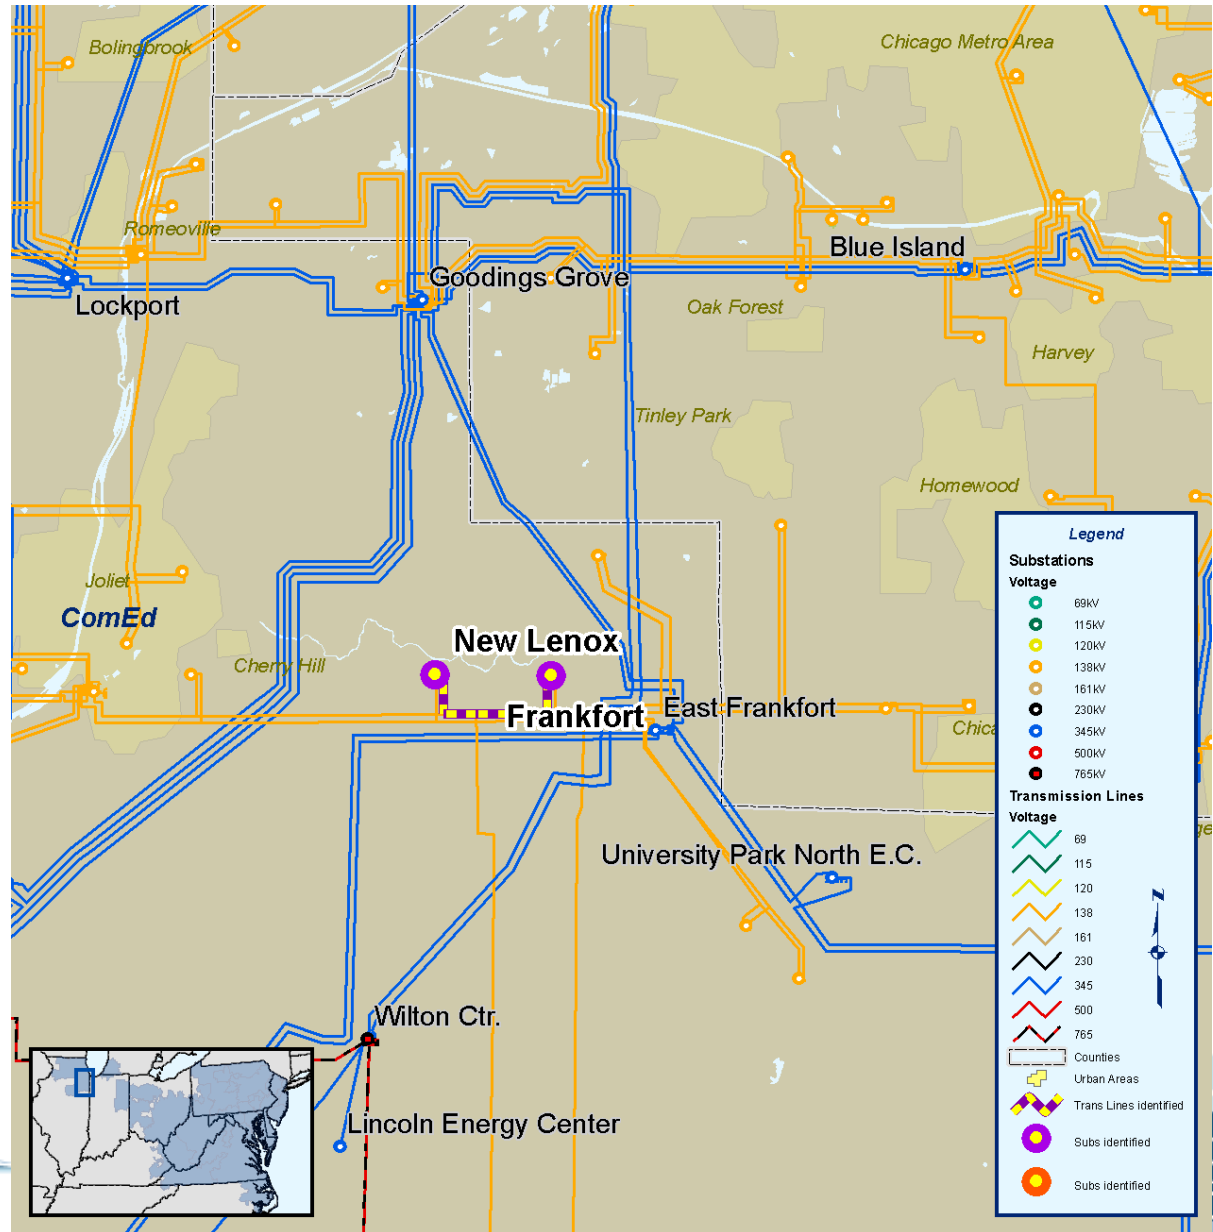 Bolingbrook
Chicago Metro Area
Romeoville
Blue Island
Goodings Grove
Lockport
Oak Forest
Harvey
Tinley Park
Homewood
Joliet
ComEd
New Lenox
Cherry Hill
Frankfort
East Frankfort
Chica
ge
University Park North E.C.
Wilton Ctr.
Lincoln Energy Center
Legend
Substations
Voltage
69kV
115kV
120kV
138kV
161kV
230kV
345kV
500kV
765kV
Transmission Lines
Voltage
69
115
120
138
161
230
345
500
765
Counties
Urban Areas
Trans Lines identified
Subs identified
Subs identified
N